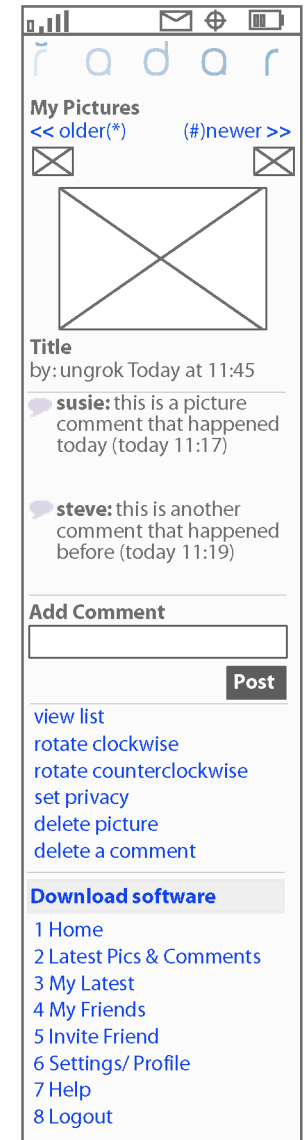 řadar
My Pictures
<< older(*) (#)newer >>
Title
by: ungrok Today at 11:45
susie: this is a picture
comment that happened
today (today 11:17)
steve: this is another
comment that happened
before (today 11:19)
Add Comment
Post
view list
rotate clockwise
rotate counterclockwise
set privacy
delete picture
delete a comment
Download software
1 Home
2 Latest Pics & Comments
3 My Latest
4 My Friends
5 Invite Friend
6 Settings/ Profile
7 Help
8 Logout